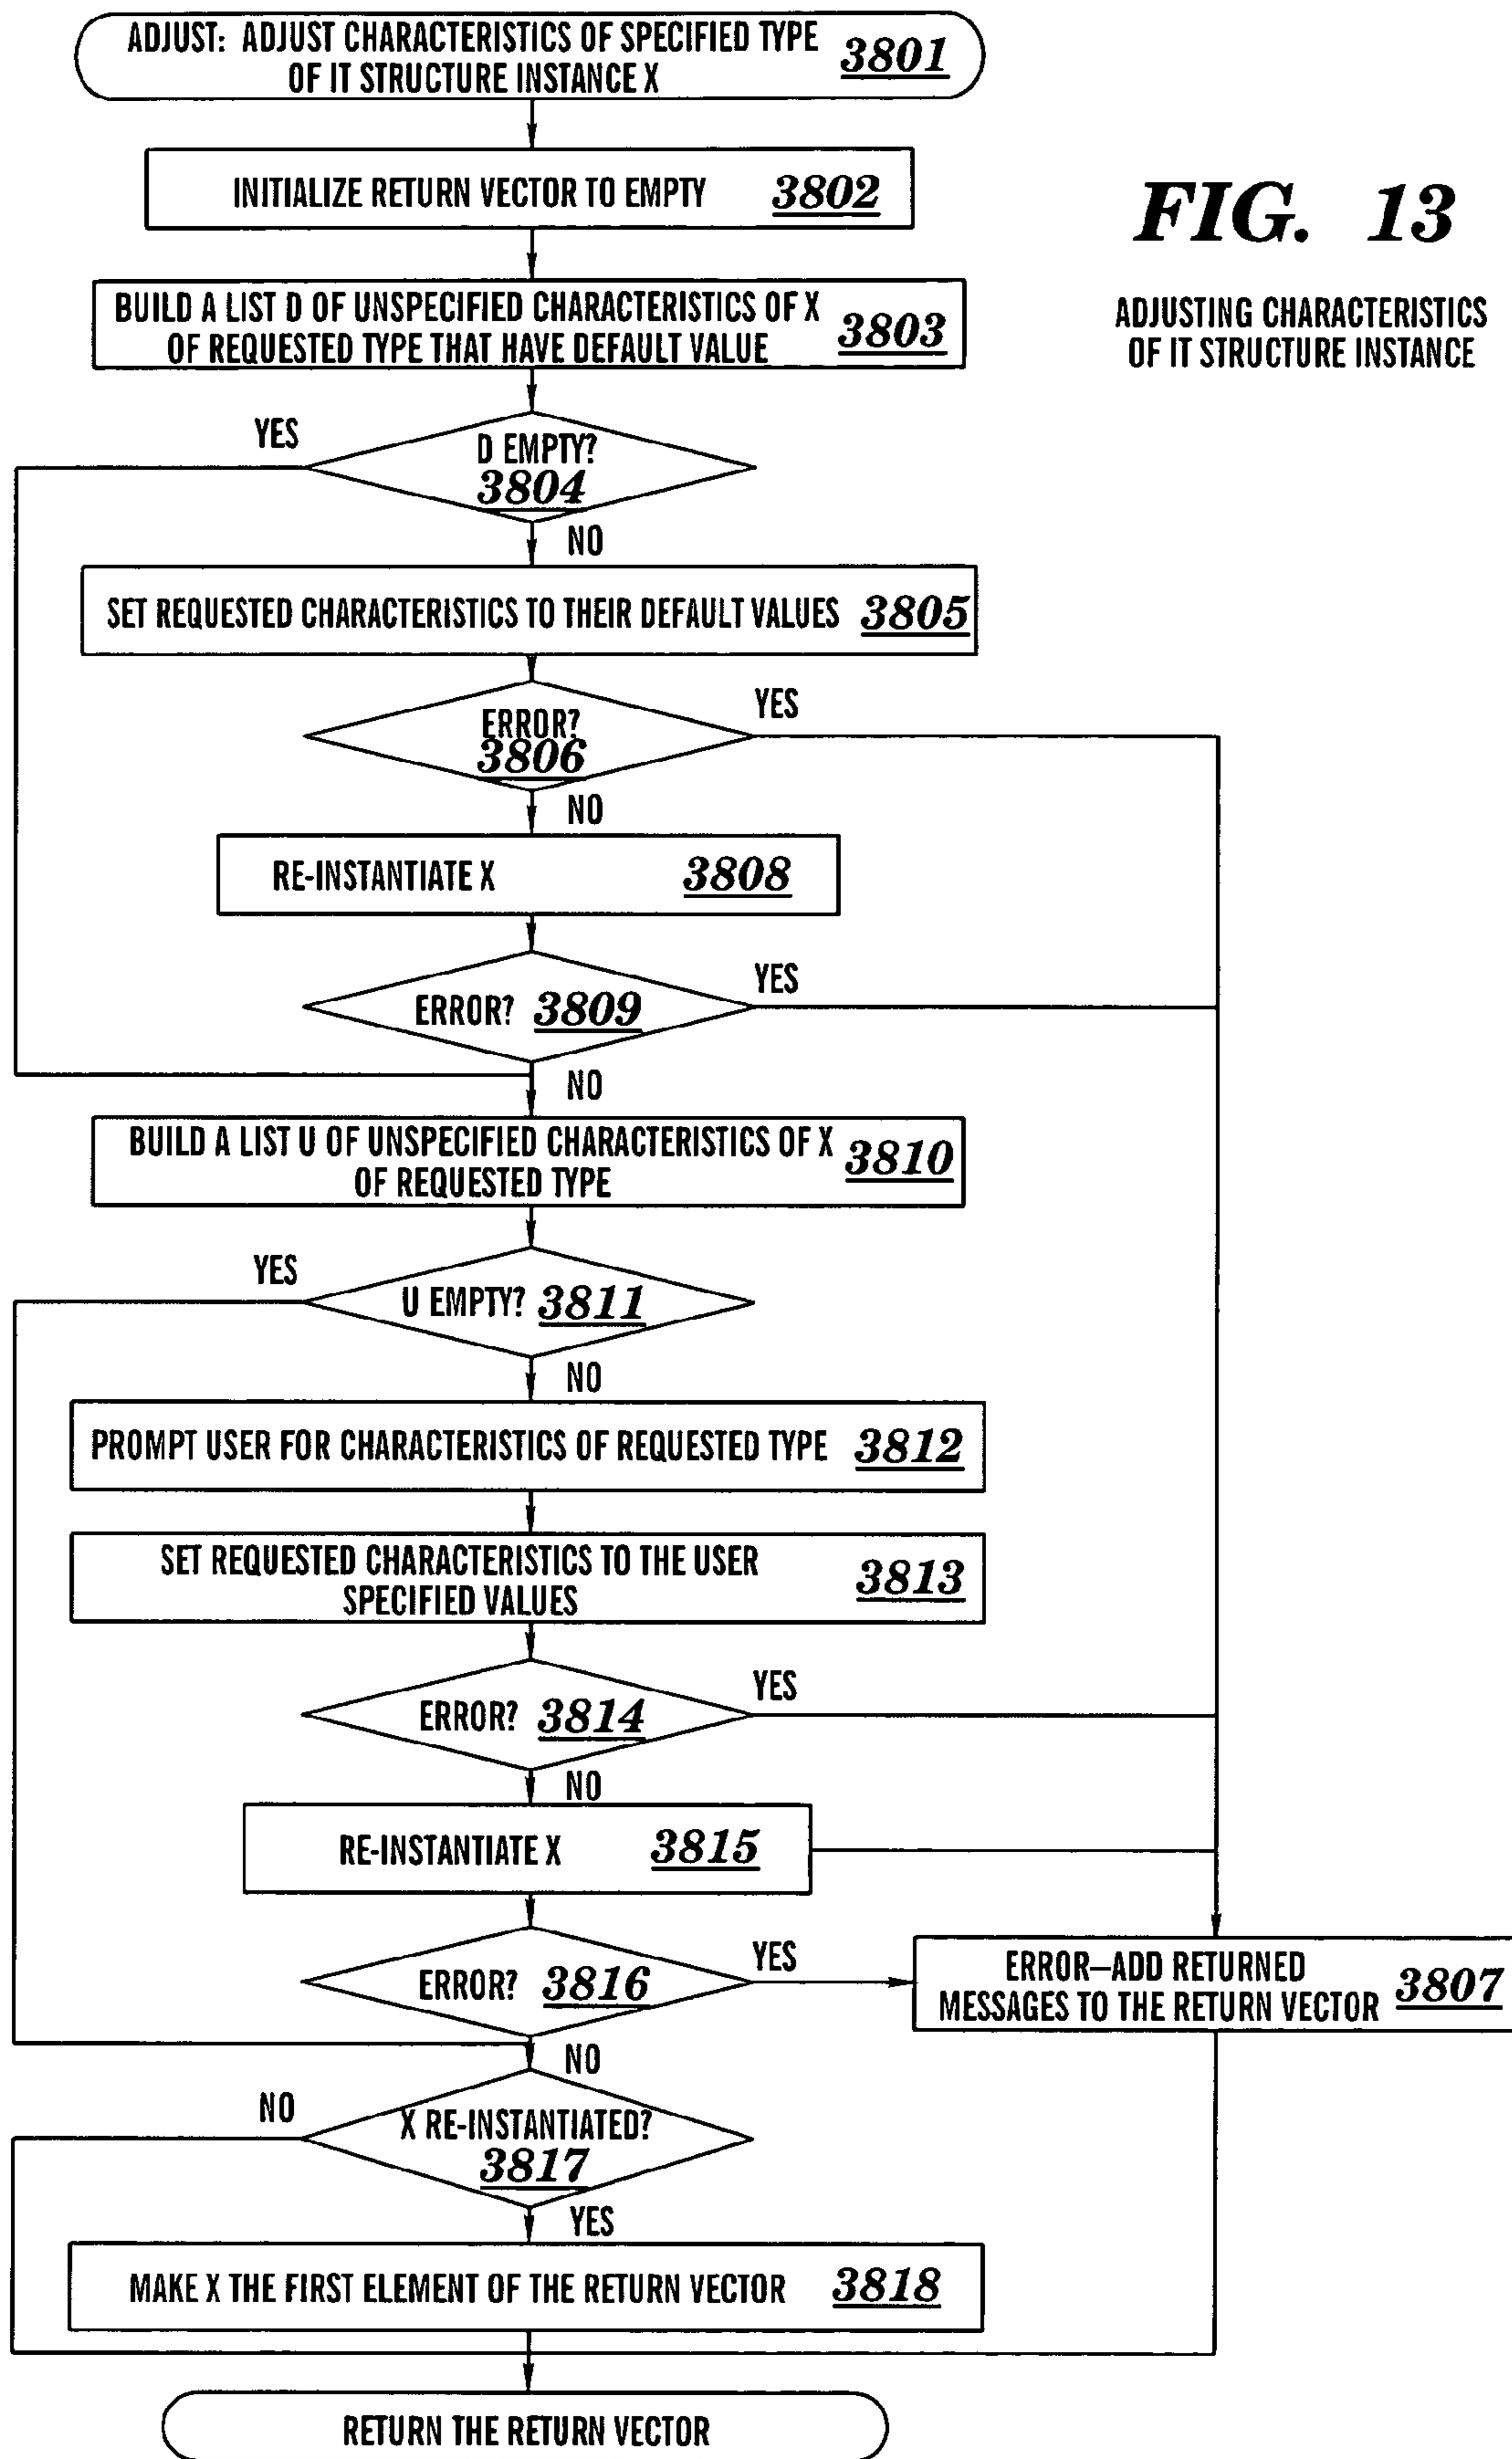 ADJUST: ADJUST CHARACTERISTICS OF SPECIFIED TYPE
OF IT STRUCTURE INSTANCE X
3801
INITIALIZE RETURN VECTOR TO EMPTY 3802
FIG. 13
ADJUSTING CHARACTERISTICS
OF IT STRUCTURE INSTANCE
BUILD A LIST D OF UNSPECIFIED CHARACTERISTICS OF X
OF REQUESTED TYPE THAT HAVE DEFAULT VALUE
3803
YES
D EMPTY?
3804
NO
SET REQUESTED CHARACTERISTICS TO THEIR DEFAULT VALUES 3805
YES
ERROR?
3806
NO
RE-INSTANTIATE X 3808
YES
ERROR? 3809
NO
BUILD A LIST U OF UNSPECIFIED CHARACTERISTICS OF X
OF REQUESTED TYPE
3810
YES
U EMPTY? 3811
NO
PROMPT USER FOR CHARACTERISTICS OF REQUESTED TYPE 3812
SET REQUESTED CHARACTERISTICS TO THE USER
SPECIFIED VALUES
3813
YES
ERROR? 3814
NO
RE-INSTANTIATE X 3815
YES
ERROR? 3816
ERROR–ADD RETURNED
MESSAGES TO THE RETURN VECTOR
3807
NO
NO
X RE-INSTANTIATED?
3817
YES
MAKE X THE FIRST ELEMENT OF THE RETURN VECTOR 3818
RETURN THE RETURN VECTOR